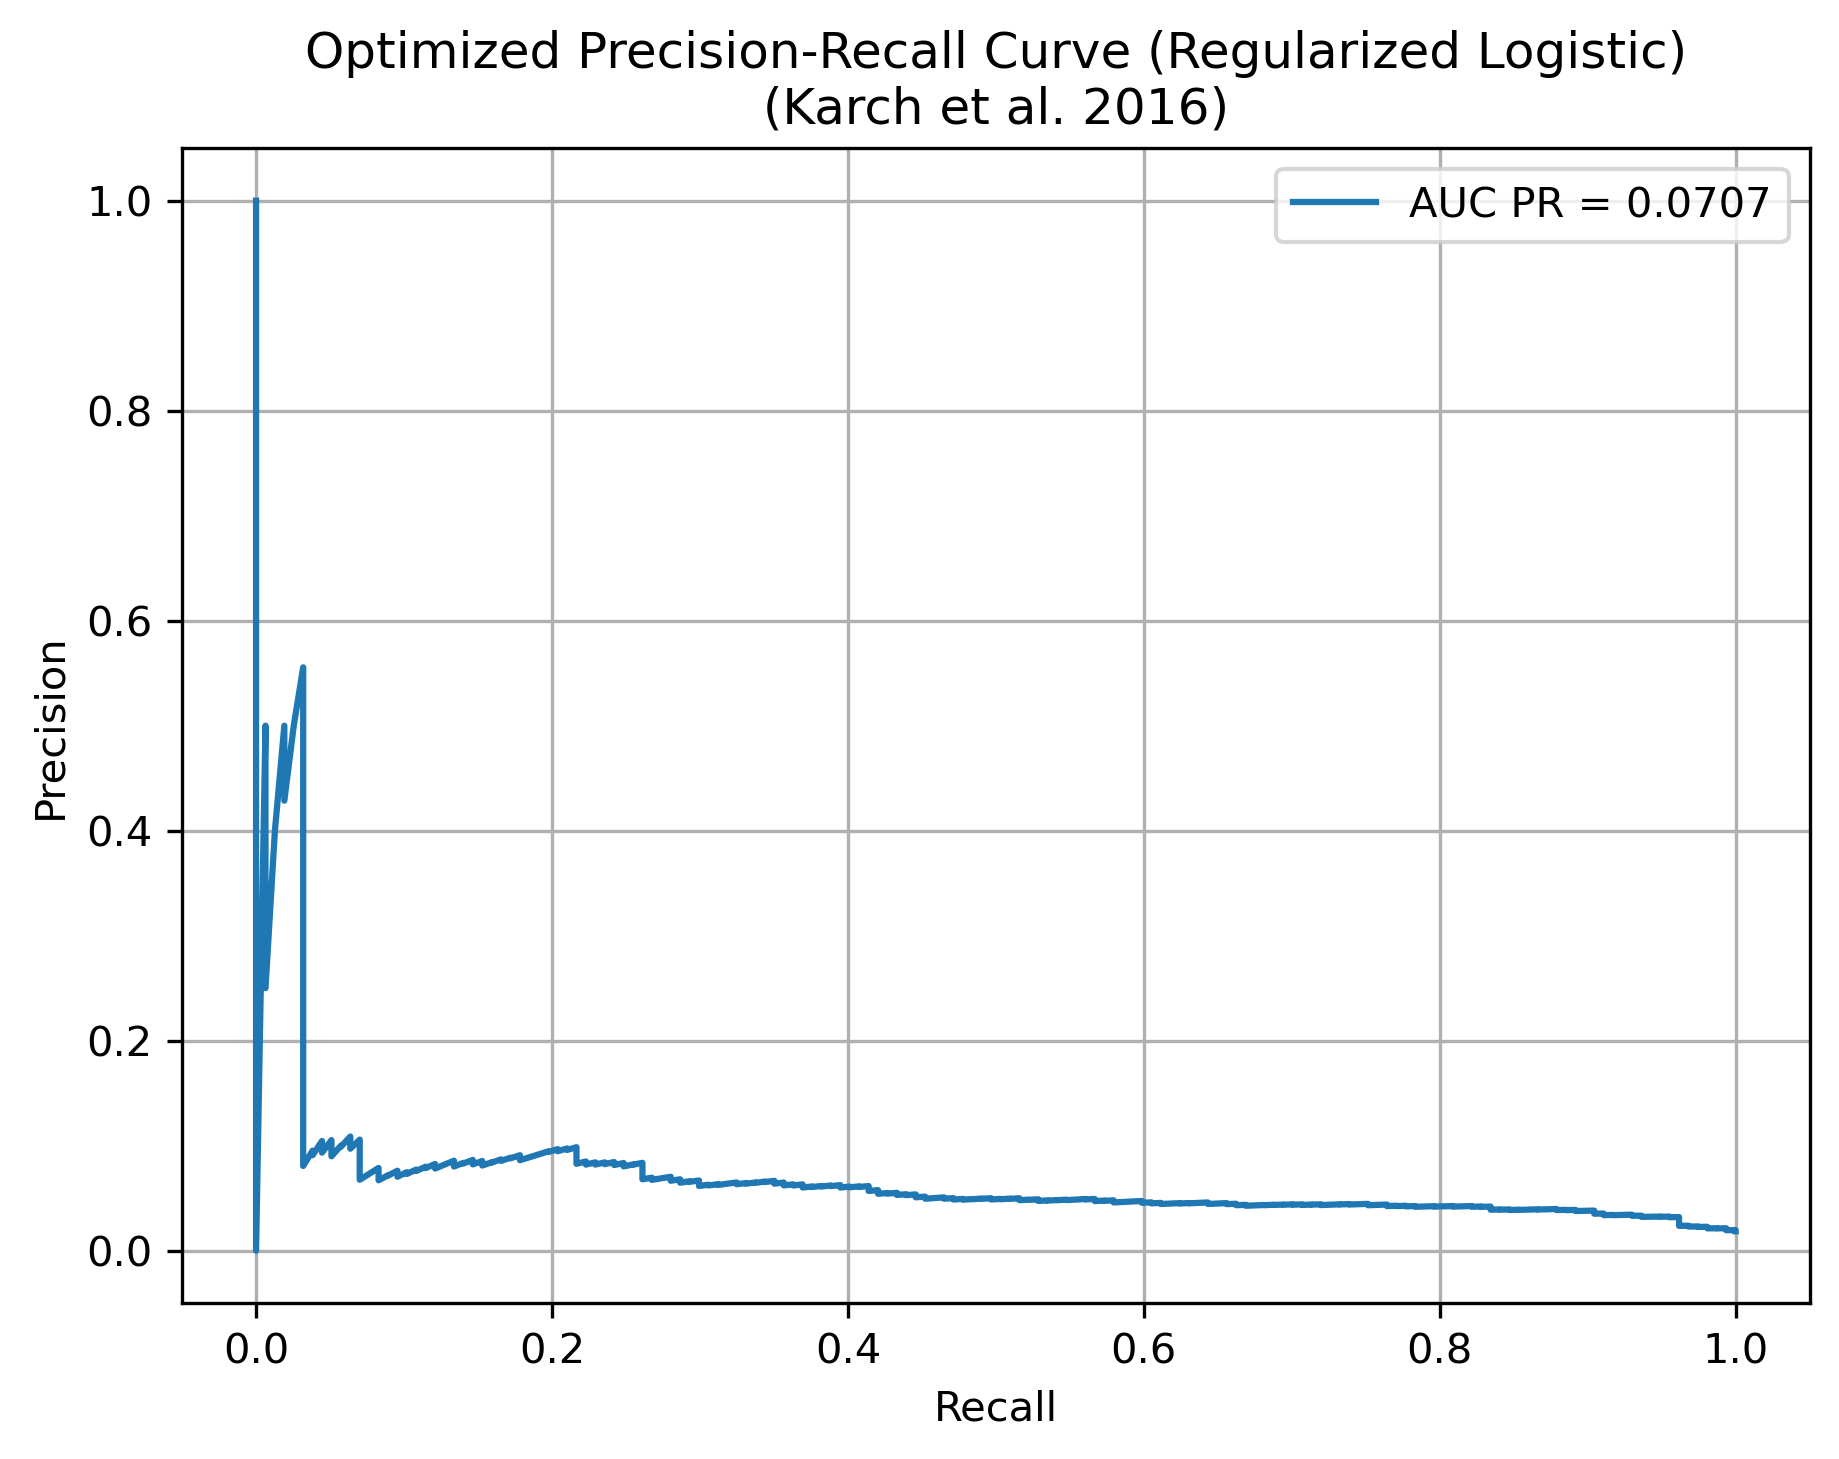 Optimized Precision-Recall Curve (Regularized Logistic)
(Karch et al. 2016)
AUC PR = 0.0707
1.0
0.8
0.6
0.4
0.2
0.0
Precision
0.0 0.2 0.4 0.6 0.8 1.0
Recall